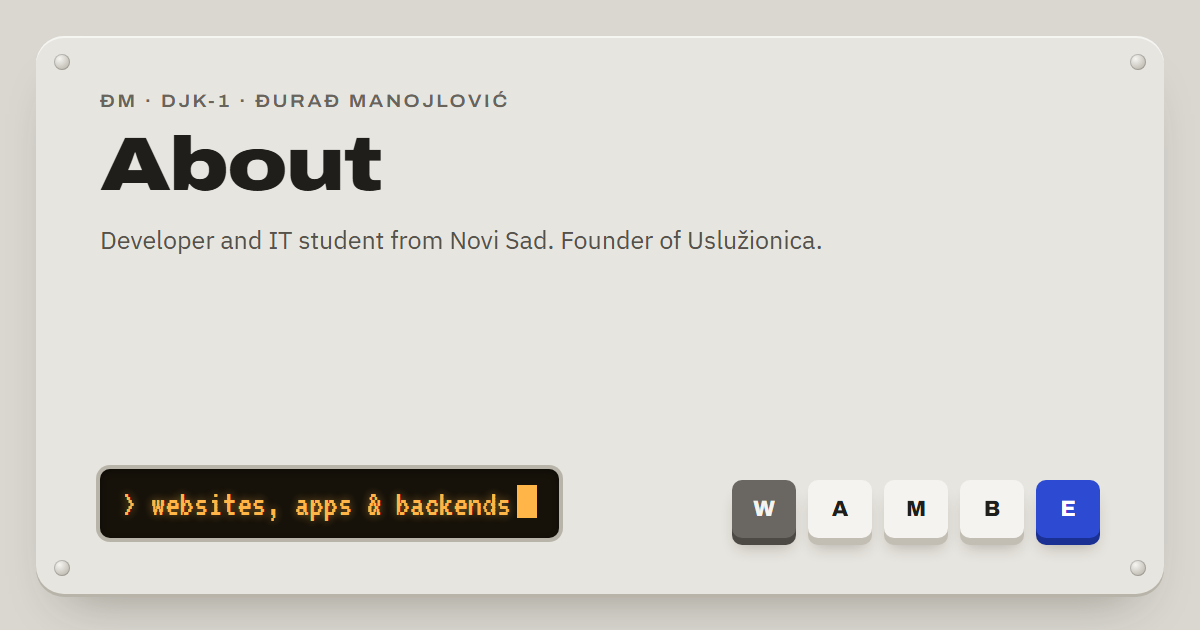 ĐM · DJK-1 · ĐURAĐ MANOJLOVIĆ
About
Developer and IT student from Novi Sad. Founder of Uslužionica.
> websites, apps & backends
W A M B E